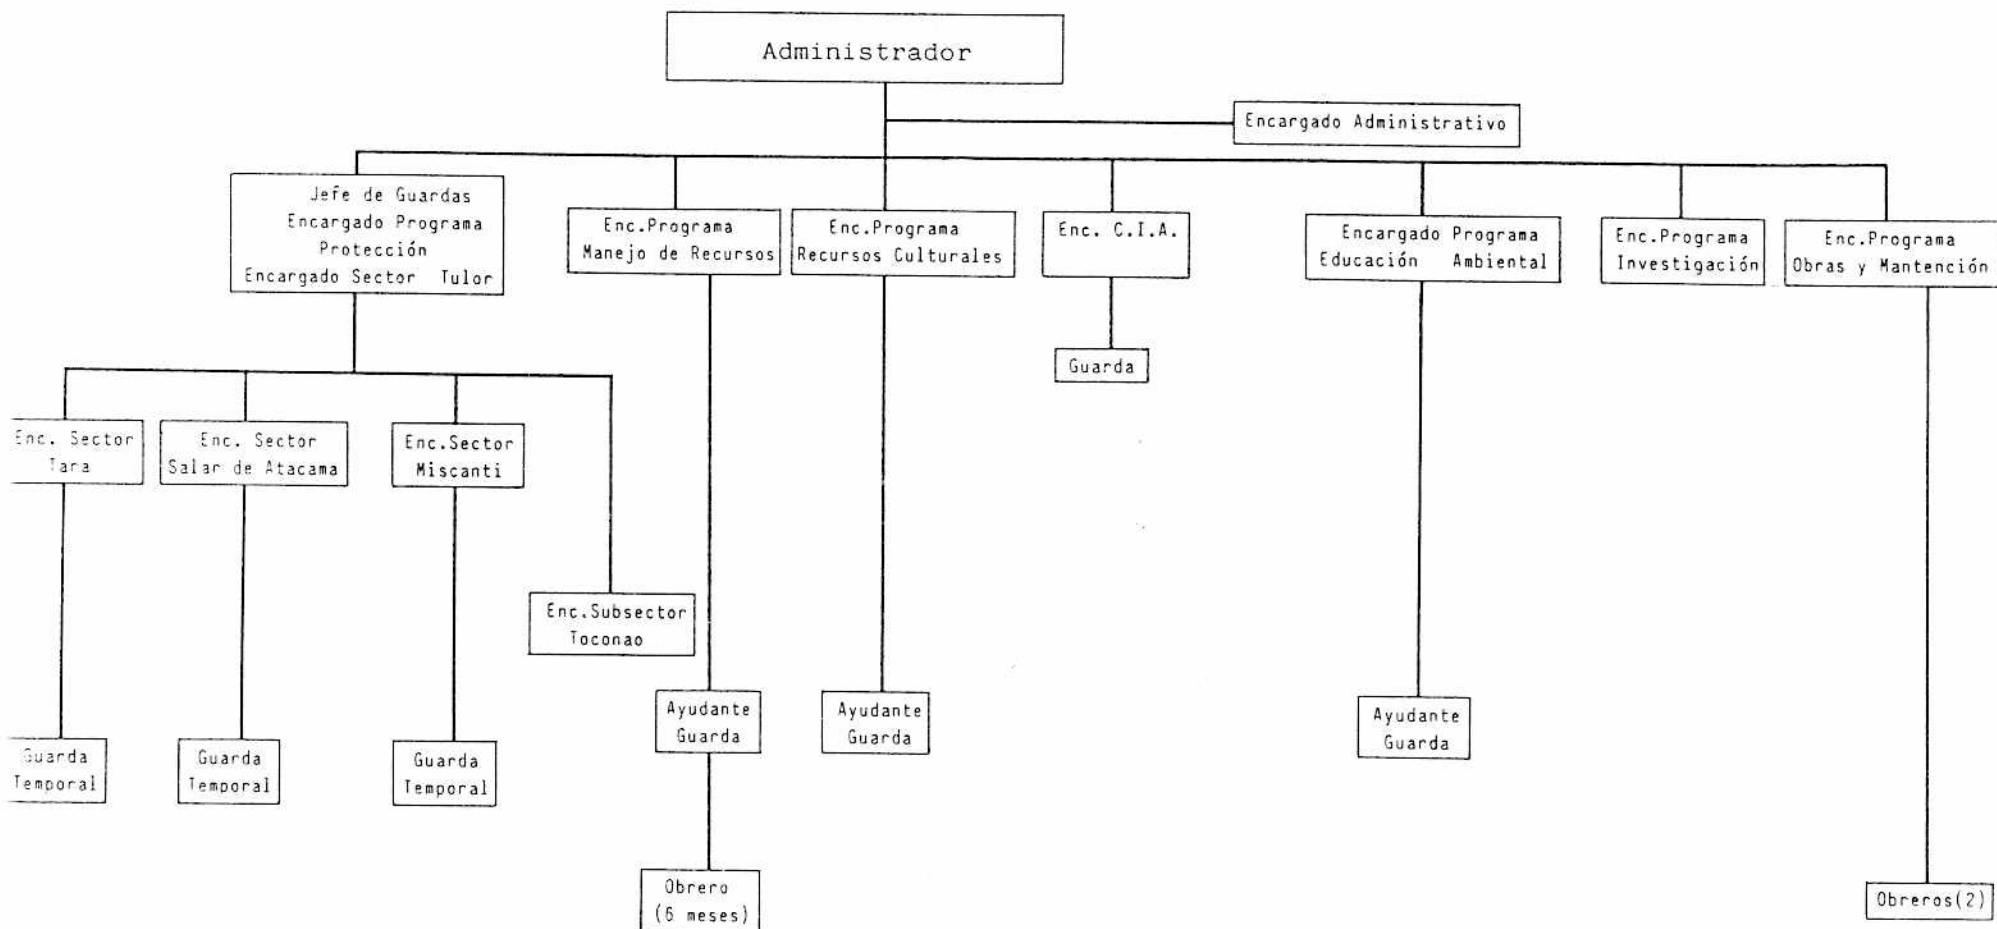 Administrador
Encargado Administrativo
Jefe de Guardas
Encargado Programa
Protección
Encargado Sector Tulor
Enc.Programa
Manejo de Recursos
Enc.Programa
Recursos Culturales
Enc. C.I.A.
Encargado Programa
Educación Ambiental
Enc.Programa
Investigación
Enc.Programa
Obras y Mantención
Guarda
Enc. Sector
Tara
Enc. Sector
Salar de Atacama
Enc.Sector
Miscanti
Enc.Subsector
Toconao
Ayudante
Guarda
Ayudante
Guarda
Ayudante
Guarda
Guarda
Temporal
Guarda
Temporal
Guarda
Temporal
Obrero
(6 meses)
Obreros(2)